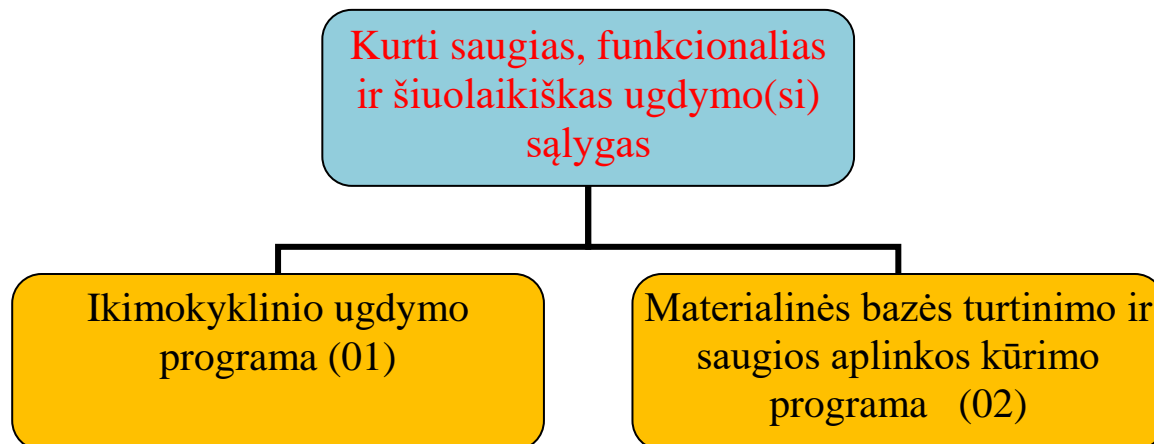 Kurti saugias, funkcionalias
ir šiuolaikiškas ugdymo(si)
sąlygas
Ikimokyklinio ugdymo
programa (01)
Materialinės bazės turtinimo ir
saugios aplinkos kūrimo
programa (02)